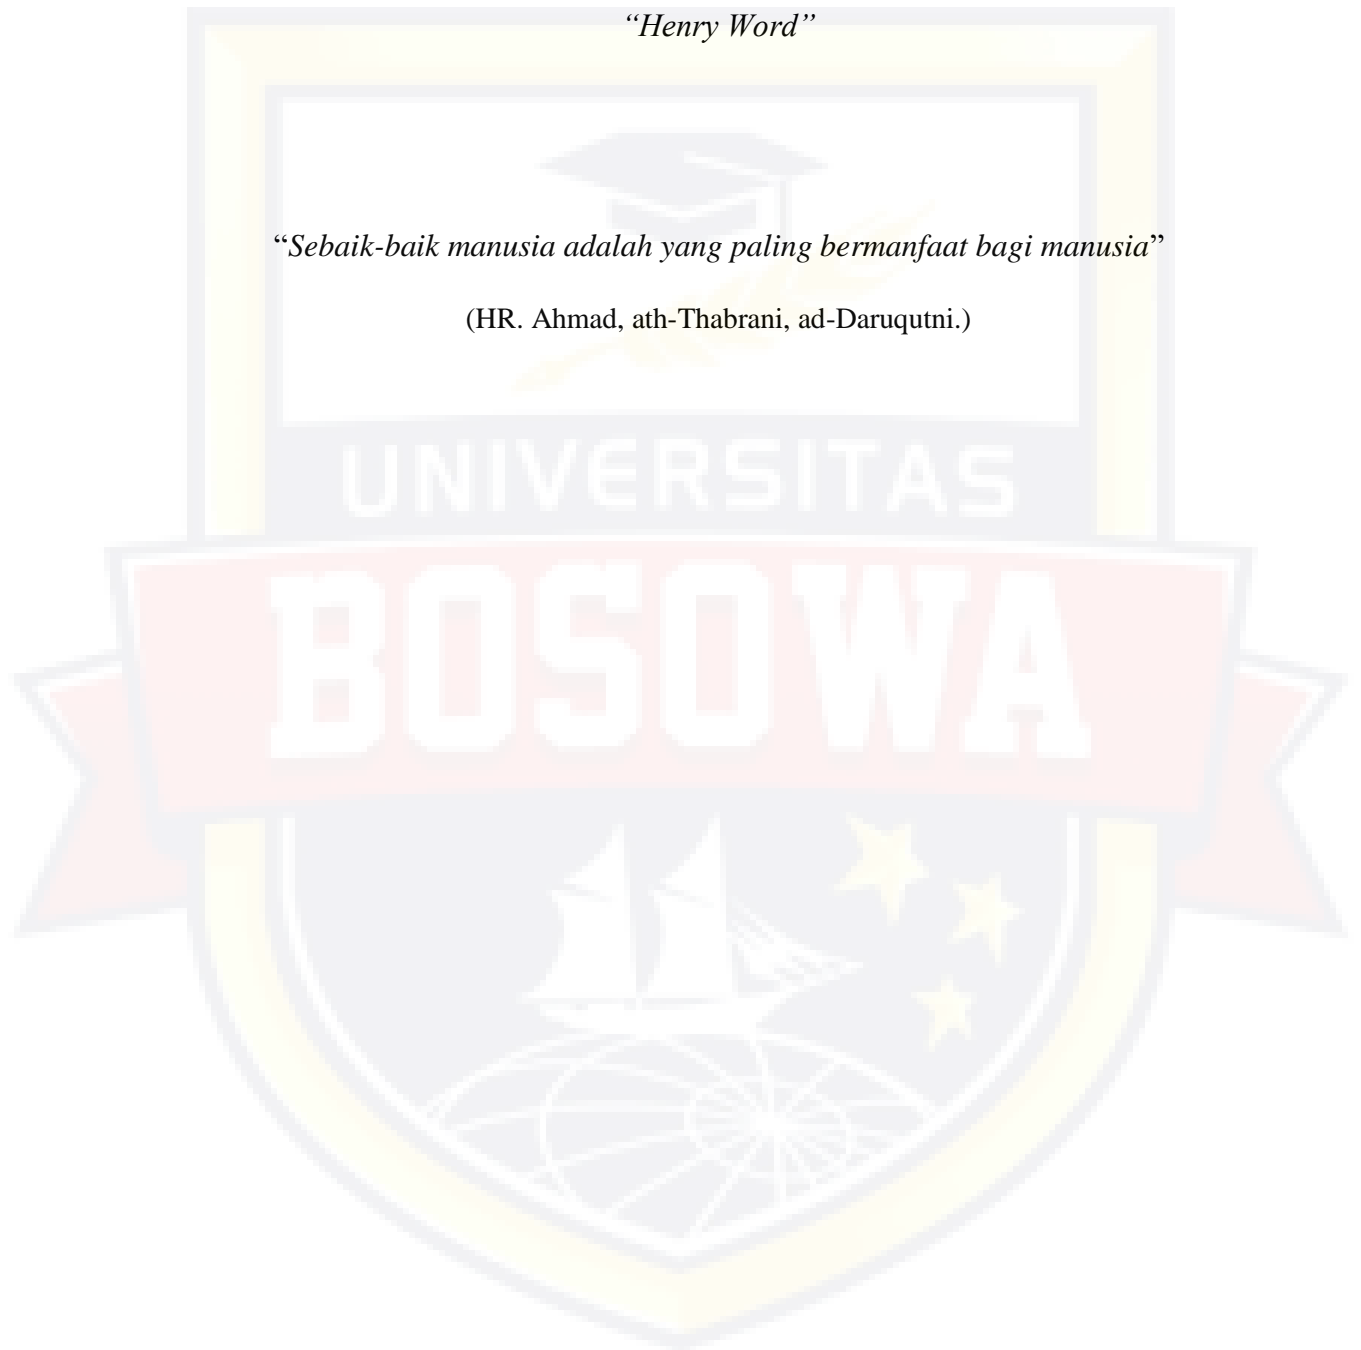 “Henry Word”
“Sebaik-baik manusia adalah yang paling bermanfaat bagi manusia”
(HR. Ahmad, ath-Thabrani, ad-Daruqutni.)
UNIVERSITAS
BOSOWA